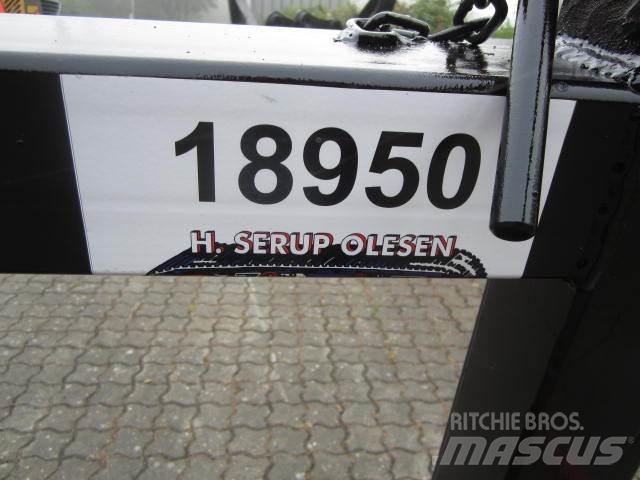 18950
H. SERUP OLESEN
RITCHIE BROS.
MASCUS